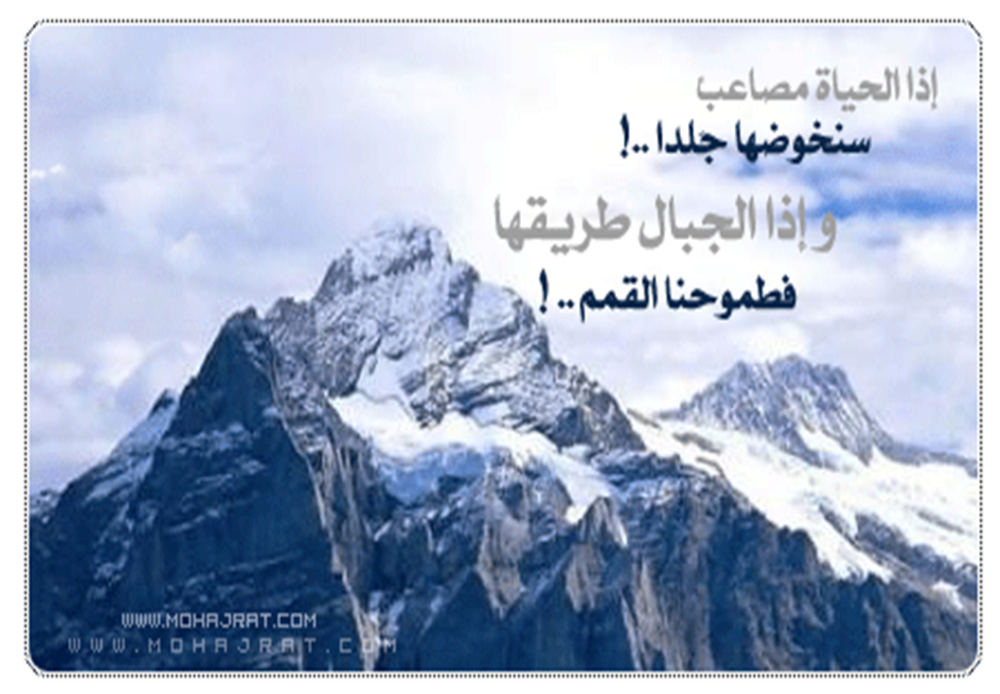 إذا الحياة مصاعب
سنخوضها جلدا ..!
و إذا الجبال طريقها
فطموحنا القمم .. !
WWW.MOHAJRAT.COM
WWW.MOHAJRAT.COM